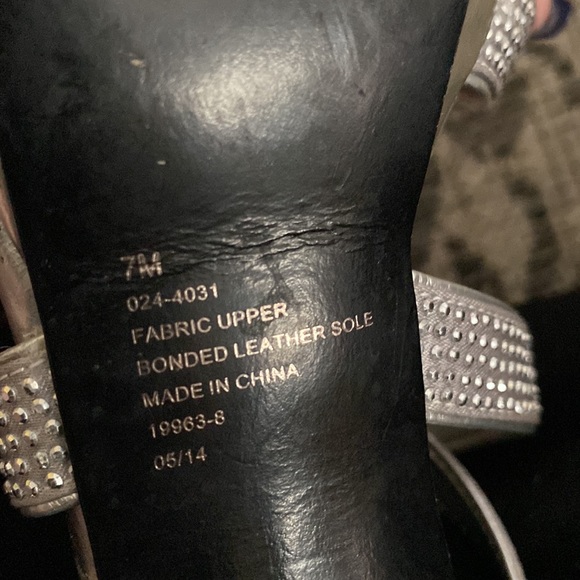 7M
024-4031
FABRIC UPPER
BONDED LEATHER SOLE
MADE IN CHINA
19963-8
05/14